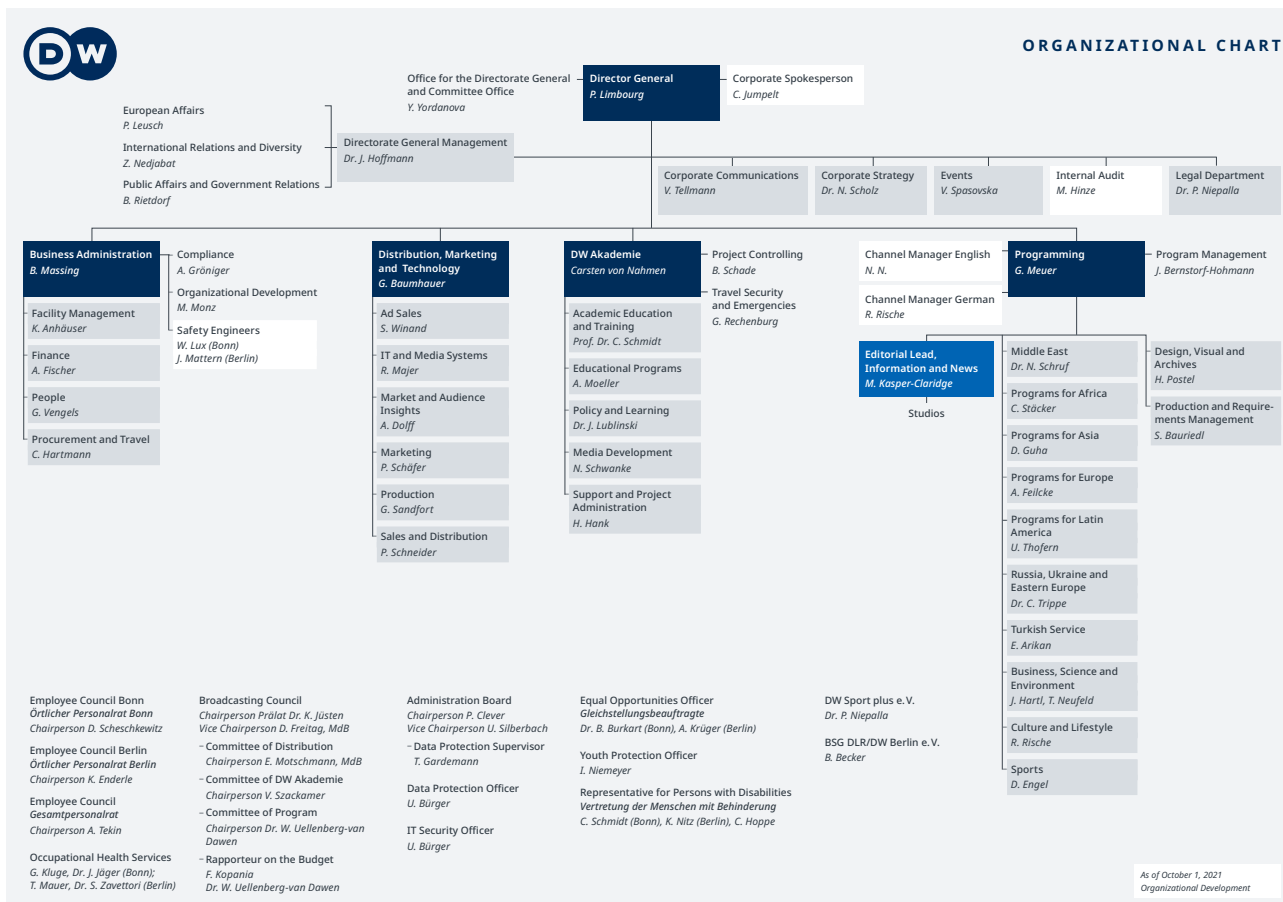 DW
ORGANIZATIONAL CHART
Office for the Directorate General
and Committee Office
Y. Yordanova
Director General
P. Limbourg
Corporate Spokesperson
C. Jumpelt
European Affairs
P. Leusch
International Relations and Diversity
Z. Nedjabat
Public Affairs and Government Relations
B. Rietdorf
Directorate General Management
Dr. J. Hoffmann
Corporate Communications
V. Tellmann
Corporate Strategy
Dr. N. Scholz
Events
V. Spasovska
Internal Audit
M. Hinze
Legal Department
Dr. P. Niepalla
Business Administration
B. Massing
Compliance
A. Gröniger
Organizational Development
M. Monz
Safety Engineers
W. Lux (Bonn)
J. Mattern (Berlin)
Facility Management
K. Anhäuser
Finance
A. Fischer
People
G. Vengels
Procurement and Travel
C. Hartmann
Distribution, Marketing
and Technology
G. Baumhauer
Ad Sales
S. Winand
IT and Media Systems
R. Majer
Market and Audience
Insights
A. Dolff
Marketing
P. Schäfer
Production
G. Sandfort
Sales and Distribution
P. Schneider
DW Akademie
Carsten von Nahmen
Project Controlling
B. Schade
Travel Security
and Emergencies
G. Rechenburg
Academic Education
and Training
Prof. Dr. C. Schmidt
Educational Programs
A. Moeller
Policy and Learning
Dr. J. Lublinski
Media Development
N. Schwanke
Support and Project
Administration
H. Hank
Channel Manager English
N. N.
Channel Manager German
R. Rische
Programming
G. Meuer
Program Management
J. Bernstorf-Hohmann
Editorial Lead,
Information and News
M. Kasper-Claridge
Studios
Middle East
Dr. N. Schruf
Programs for Africa
C. Stäcker
Programs for Asia
D. Guha
Programs for Europe
A. Feilcke
Programs for Latin
America
U. Thofern
Russia, Ukraine and
Eastern Europe
Dr. C. Trippe
Turkish Service
E. Arikan
Business, Science and
Environment
J. Hartl, T. Neufeld
Culture and Lifestyle
R. Rische
Sports
D. Engel
Design, Visual and
Archives
H. Postel
Production and Require-
ments Management
S. Bauriedl
Employee Council Bonn
Örtlicher Personalrat Bonn
Chairperson D. Scheschkewitz
Employee Council Berlin
Örtlicher Personalrat Berlin
Chairperson K. Enderle
Employee Council
Gesamtpersonalrat
Chairperson A. Tekin
Occupational Health Services
G. Kluge, Dr. J. Jäger (Bonn);
T. Mauer, Dr. S. Zavettori (Berlin)
Broadcasting Council
Chairperson Prälat Dr. K. Jüsten
Vice Chairperson D. Freitag, MdB
– Committee of Distribution
Chairperson E. Motschmann, MdB
– Committee of DW Akademie
Chairperson V. Szackamer
– Committee of Program
Chairperson Dr. W. Uellenberg-van
Dawen
– Rapporteur on the Budget
F. Kopania
Dr. W. Uellenberg-van Dawen
Administration Board
Chairperson P. Clever
Vice Chairperson U. Silberbach
– Data Protection Supervisor
T. Gardemann
Data Protection Officer
U. Bürger
IT Security Officer
U. Bürger
Equal Opportunities Officer
Gleichstellungsbeauftragte
Dr. B. Burkart (Bonn), A. Krüger (Berlin)
Youth Protection Officer
I. Niemeyer
Representative for Persons with Disabilities
Vertretung der Menschen mit Behinderung
C. Schmidt (Bonn), K. Nitz (Berlin), C. Hoppe
DW Sport plus e. V.
Dr. P. Niepalla
BSG DLR/DW Berlin e. V.
B. Becker
As of October 1, 2021
Organizational Development